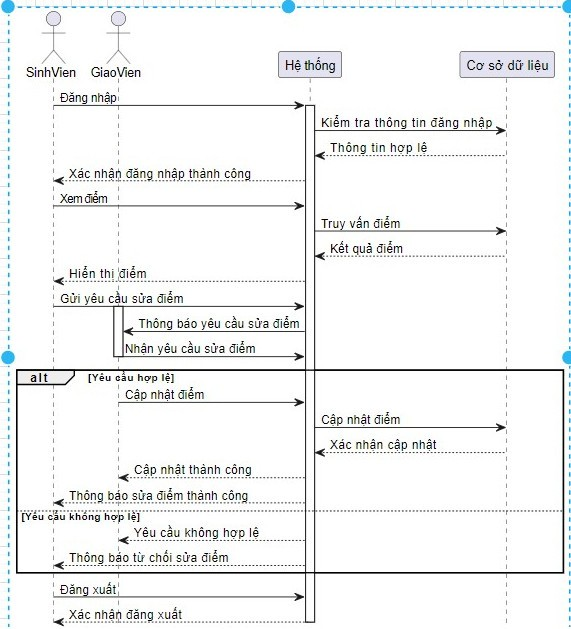 SinhVien
GiaoVien
Hệ thống
Cơ sở dữ liệu
Đăng nhập
Kiểm tra thông tin đăng nhập
Thông tin hợp lệ
Xác nhận đăng nhập thành công
Xem điểm
Truy vấn điểm
Kết quả điểm
Hiển thị điểm
Gửi yêu cầu sửa điểm
Thông báo yêu cầu sửa điểm
Nhận yêu cầu sửa điểm
alt
[Yêu cầu hợp lệ]
Cập nhật điểm
Cập nhật điểm
Xác nhận cập nhật
Cập nhật thành công
Thông báo sửa điểm thành công
[Yêu cầu không hợp lệ]
Yêu cầu không hợp lệ
Thông báo từ chối sửa điểm
Đăng xuất
Xác nhận đăng xuất